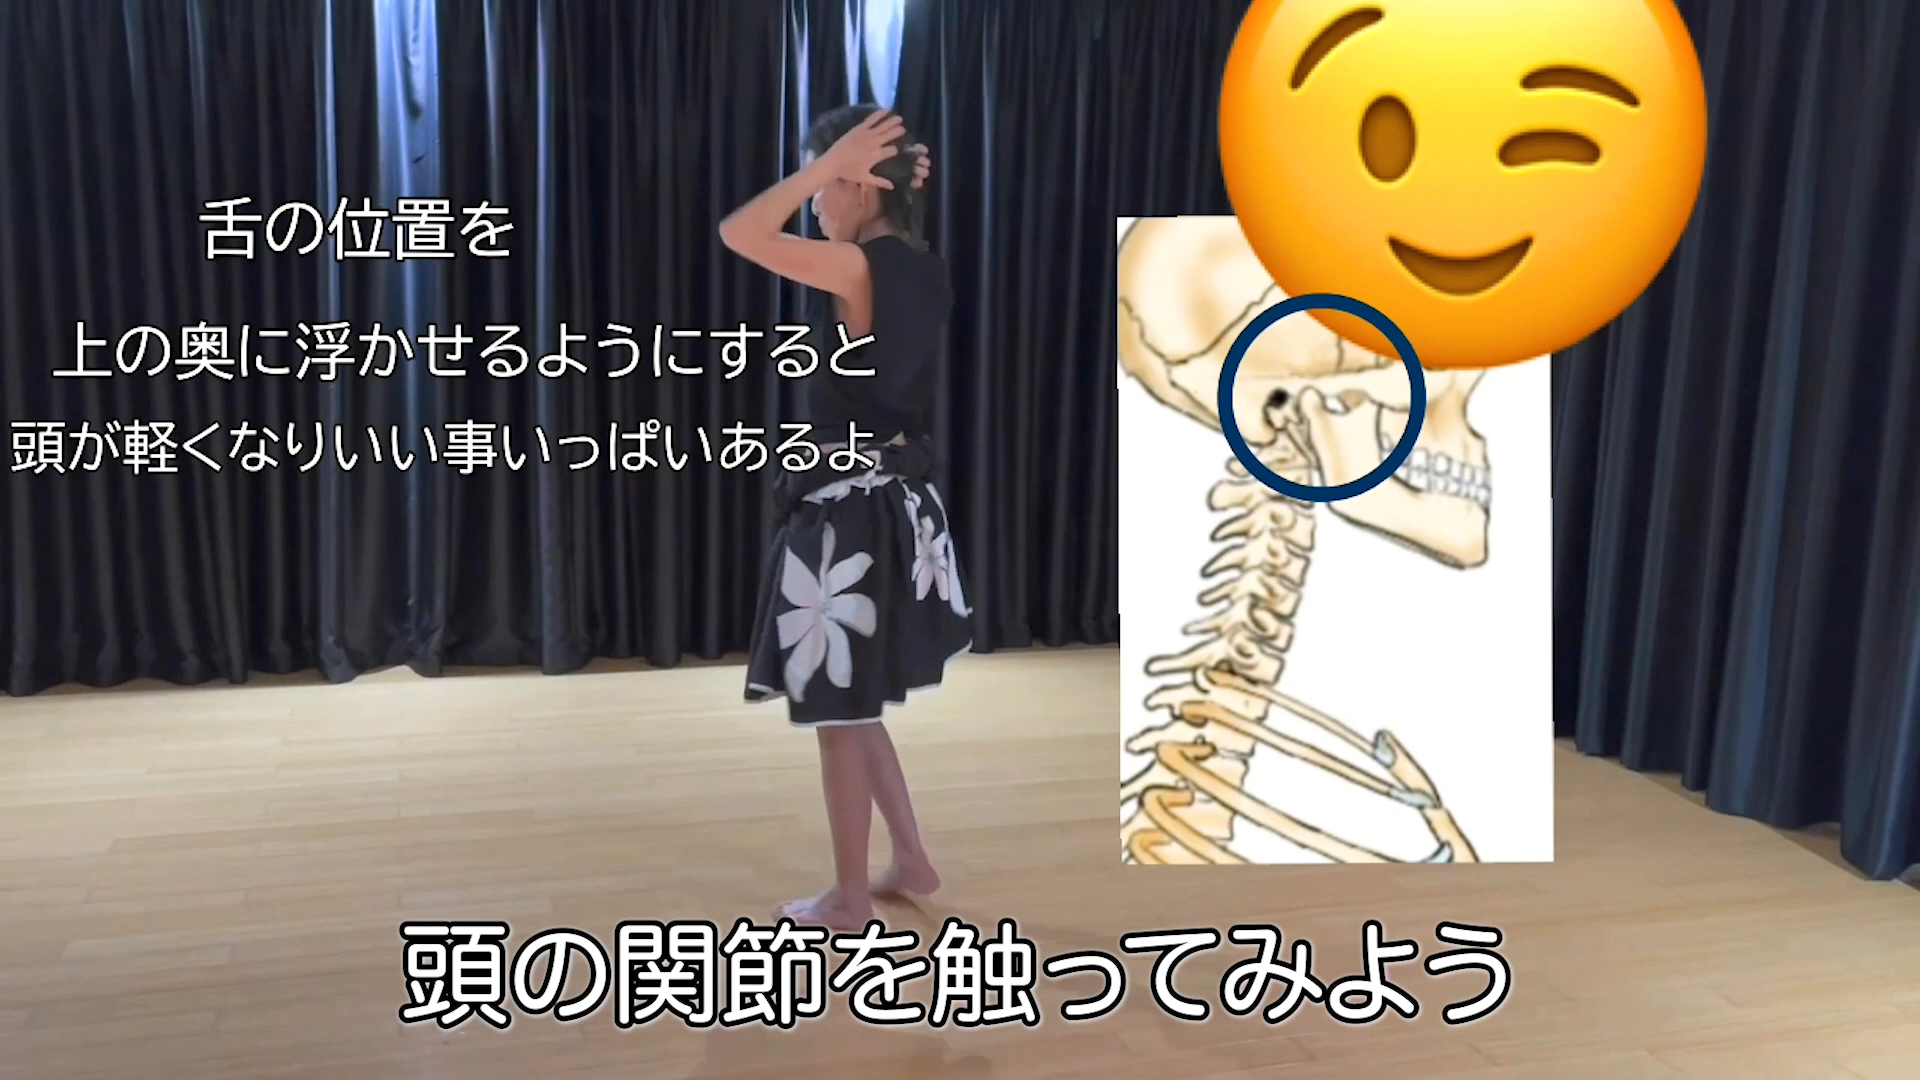 舌の位置を
上の奥に浮かせるようにすると
頭が軽くなりいい事いっぱいあるよ
頭の関節を触ってみよう